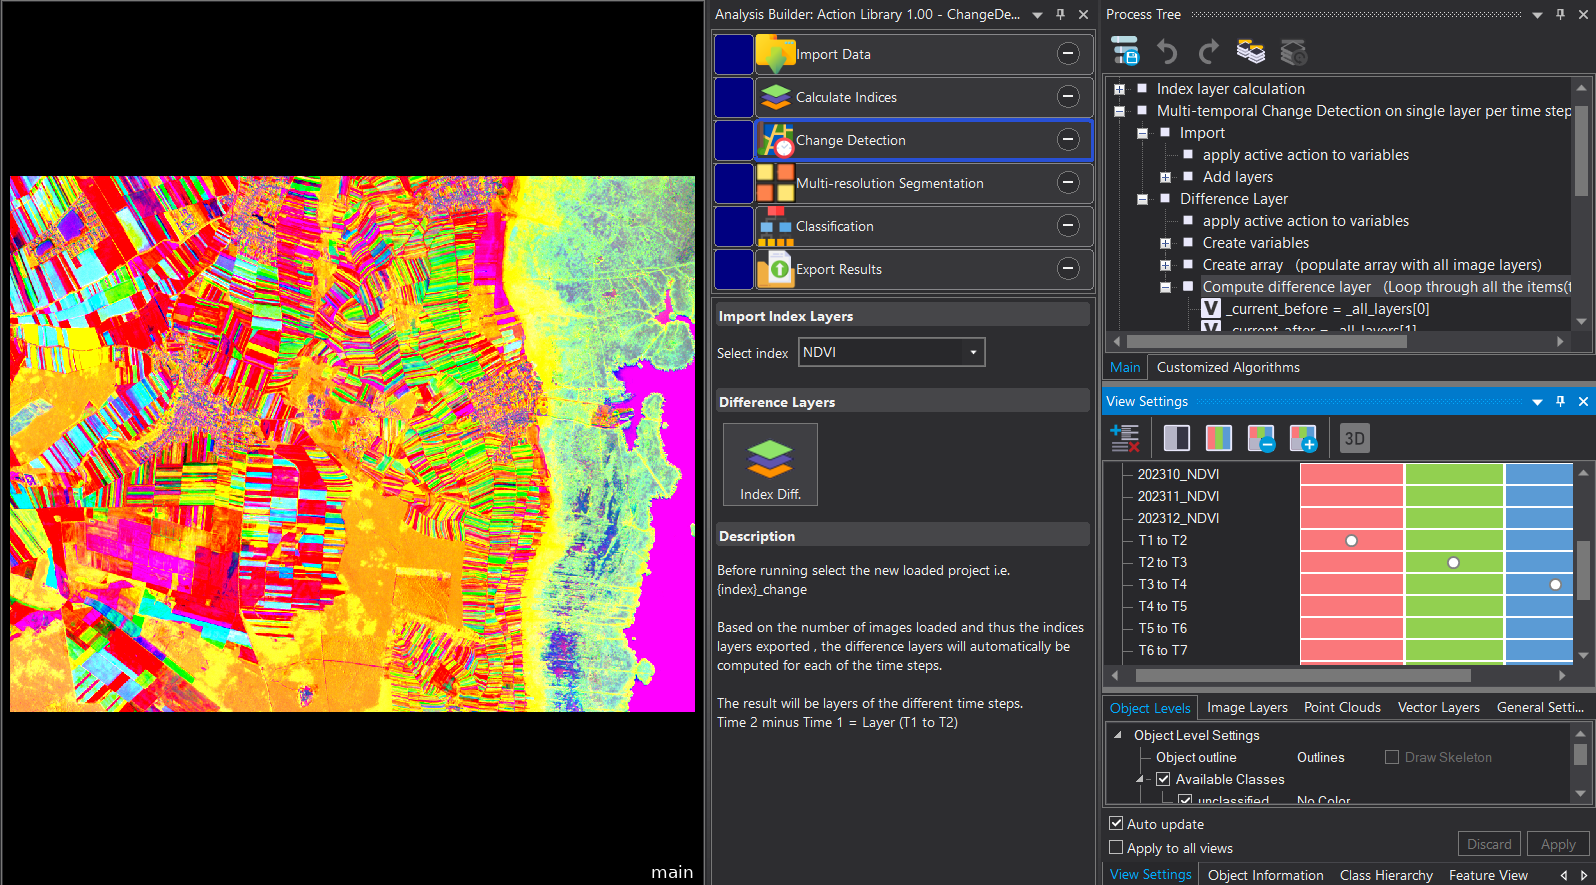 main
Analysis Builder: Action Library 1.00 - ChangeDe...
Import Data
Calculate Indices
Change Detection
Multi-resolution Segmentation
Classification
Export Results
Import Index Layers
Select index
NDVI
Difference Layers
Index Diff.
Description
Before running select the new loaded project i.e.
{index}_change
Based on the number of images loaded and thus the indices
layers exported , the difference layers will automatically be
computed for each of the time steps.
The result will be layers of the different time steps.
Time 2 minus Time 1 = Layer (T1 to T2)
Process Tree
Index layer calculation
Multi-temporal Change Detection on single layer per time step
Import
apply active action to variables
Add layers
Difference Layer
apply active action to variables
Create variables
Create array (populate array with all image layers)
Compute difference layer (Loop through all the items(t
V _current_before = _all_layers[0]
V _current_after = _all_layers[1]
Main
Customized Algorithms
View Settings
3D
202310_NDVI
202311_NDVI
202312_NDVI
T1 to T2
T2 to T3
T3 to T4
T4 to T5
T5 to T6
T6 to T7
Object Levels
Image Layers
Point Clouds
Vector Layers
General Setti...
Object Level Settings
Object outline
Outlines
Draw Skeleton
Available Classes
unclassified
No Color
Auto update
Apply to all views
Discard
Apply
View Settings
Object Information
Class Hierarchy
Feature View